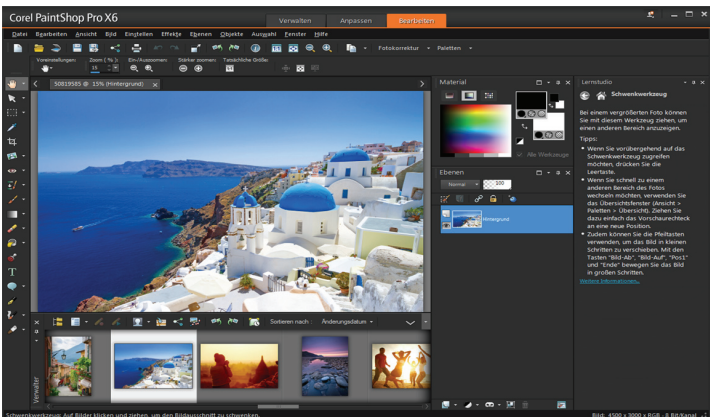 Corel PaintShop Pro X6
Verwalten Anpassen Bearbeiten
Datei Bearbeiten Ansicht Bild Einstellen Effekte Ebenen Objekte Auswahl Fenster Hilfe
Fotokorrektur Paletten
Voreinstellungen: Zoom ( % ): Ein-/Auszoomen: Stärker zoomen: Tatsächliche Größe:
15
50819585 @ 15% (Hintergrund)
Material
Alle Werkzeuge
Ebenen
Normal 100
Hintergrund
Lernstudio
Schwenkwerkzeug
Bei einem vergrößerten Foto können
Sie mit diesem Werkzeug ziehen, um
einen anderen Bereich anzuzeigen.
Tipps:
• Wenn Sie vorübergehend auf das
Schwenkwerkzeug zugreifen
möchten, drücken Sie die
Leertaste.
• Wenn Sie schnell zu einem
anderen Bereich des Fotos
wechseln möchten, verwenden Sie
das Übersichtsfenster (Ansicht >
Paletten > Übersicht). Ziehen Sie
dazu einfach das Vorschaurechteck
an eine neue Position.
• Zudem können Sie die Pfeiltasten
verwenden, um das Bild in kleinen
Schritten zu verschieben. Mit den
Tasten "Bild-Ab", "Bild-Auf", "Pos1"
und "Ende" bewegen Sie das Bild
in großen Schritten.
Weitere Informationen...
Sortieren nach : Änderungsdatum
Verwalter
Schwenkwerkzeug: Auf Bilder klicken und ziehen, um den Bildausschnitt zu schwenken.
Bild: 4500 x 3000 x RGB - 8 Bit/Kanal